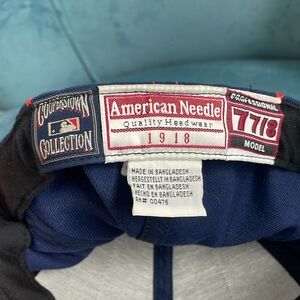 COOPERSTOWN
COLLECTION
American Needle
Quality Headwear
1918
PROFESSIONAL
7 7/8
MODEL
MADE IN BANGLADESH
HERGESTELLT IN BANGLADESH
FAIT EN BANGLADESH
HECHO EN BANGLADESH
RN# 00476